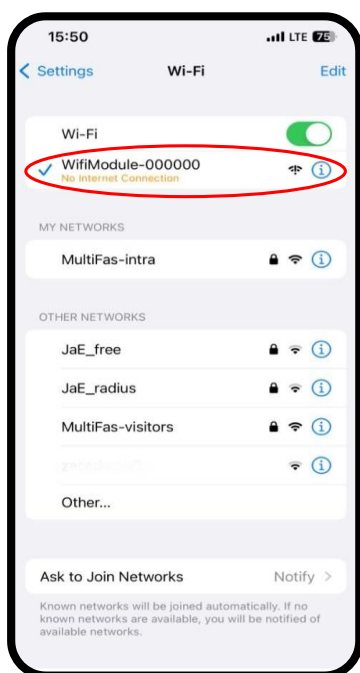 15:50
LTE 75
Settings
Wi-Fi
Edit
Wi-Fi
WifiModule-000000
No Internet Connection
MY NETWORKS
MultiFas-intra
OTHER NETWORKS
JaE_free
JaE_radius
MultiFas-visitors
Other...
Ask to Join Networks
Notify
Known networks will be joined automatically. If no
known networks are available, you will be notified of
available networks.